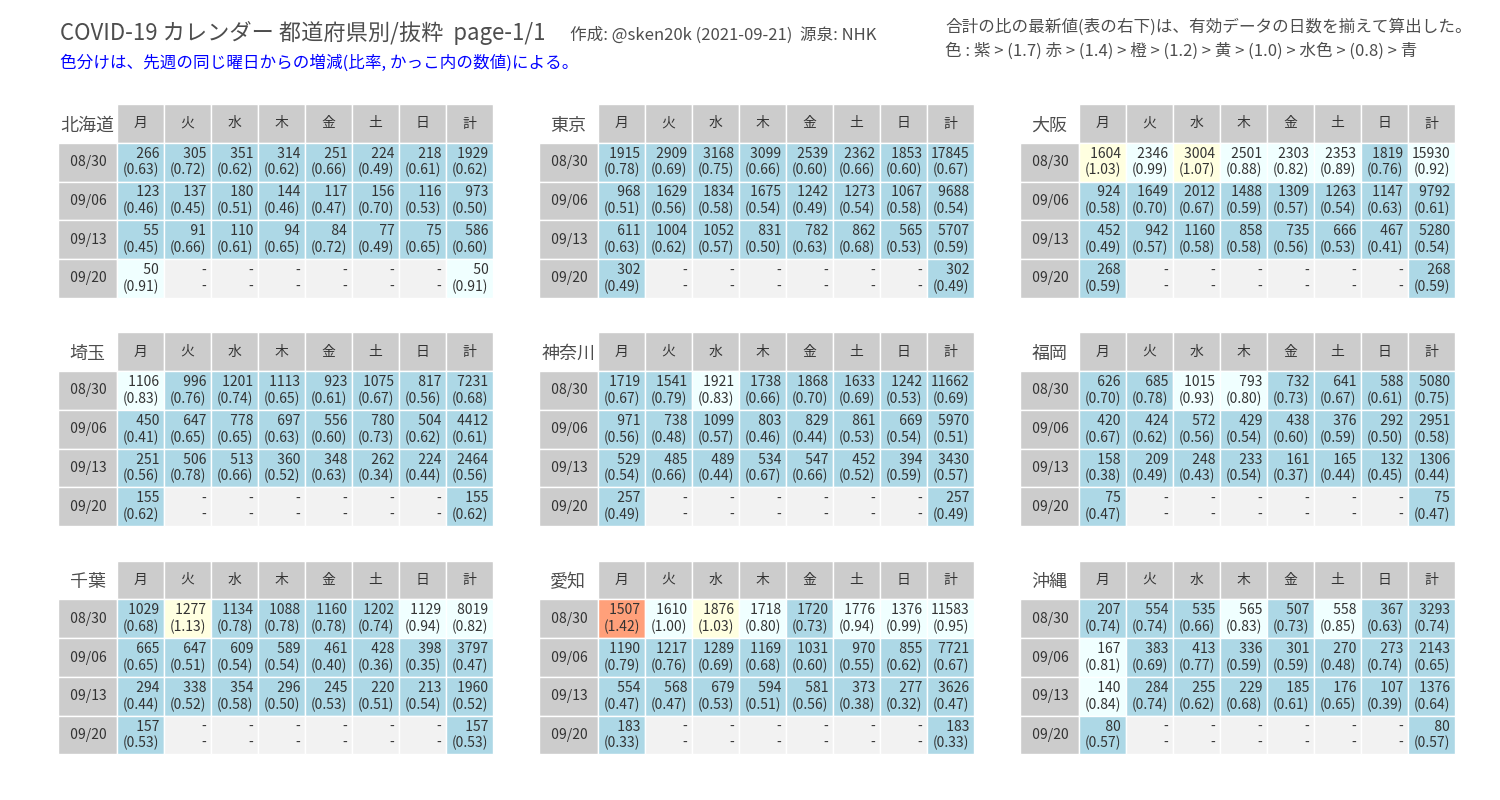 COVID-19 カレンダー 都道府県別/抜粋 page-1/1 作成: @sken20k (2021-09-21) 源泉: NHK
合計の比の最新値(表の右下)は、有効データの日数を揃えて算出した。
色分けは、先週の同じ曜日からの増減(比率, かっこ内の数値)による。
色 : 紫 > (1.7) 赤 > (1.4) > 橙 > (1.2) > 黄 > (1.0) > 水色 > (0.8) > 青
北海道 月 火 水 木 金 土 日 計
08/30 266 305 351 314 251 224 218 1929
(0.63) (0.72) (0.62) (0.62) (0.66) (0.49) (0.61) (0.62)
09/06 123 137 180 144 117 156 116 973
(0.46) (0.45) (0.51) (0.46) (0.47) (0.70) (0.53) (0.50)
09/13 55 91 110 94 84 77 75 586
(0.45) (0.66) (0.61) (0.65) (0.72) (0.49) (0.65) (0.60)
09/20 50 - - - - - - 50
(0.91) - - - - - - (0.91)
東京 月 火 水 木 金 土 日 計
08/30 1915 2909 3168 3099 2539 2362 1853 17845
(0.78) (0.69) (0.75) (0.66) (0.60) (0.66) (0.60) (0.67)
09/06 968 1629 1834 1675 1242 1273 1067 9688
(0.51) (0.56) (0.58) (0.54) (0.49) (0.54) (0.58) (0.54)
09/13 611 1004 1052 831 782 862 565 5707
(0.63) (0.62) (0.57) (0.50) (0.63) (0.68) (0.53) (0.59)
09/20 302 - - - - - - 302
(0.49) - - - - - - (0.49)
大阪 月 火 水 木 金 土 日 計
08/30 1604 2346 3004 2501 2303 2353 1819 15930
(1.03) (0.99) (1.07) (0.88) (0.82) (0.89) (0.76) (0.92)
09/06 924 1649 2012 1488 1309 1263 1147 9792
(0.58) (0.70) (0.67) (0.59) (0.57) (0.54) (0.63) (0.61)
09/13 452 942 1160 858 735 666 467 5280
(0.49) (0.57) (0.58) (0.58) (0.56) (0.53) (0.41) (0.54)
09/20 268 - - - - - - 268
(0.59) - - - - - - (0.59)
埼玉 月 火 水 木 金 土 日 計
08/30 1106 996 1201 1113 923 1075 817 7231
(0.83) (0.76) (0.74) (0.65) (0.61) (0.67) (0.56) (0.68)
09/06 450 647 778 697 556 780 504 4412
(0.41) (0.65) (0.65) (0.63) (0.60) (0.73) (0.62) (0.61)
09/13 251 506 513 360 348 262 224 2464
(0.56) (0.78) (0.66) (0.52) (0.63) (0.34) (0.44) (0.56)
09/20 155 - - - - - - 155
(0.62) - - - - - - (0.62)
神奈川 月 火 水 木 金 土 日 計
08/30 1719 1541 1921 1738 1868 1633 1242 11662
(0.67) (0.79) (0.83) (0.66) (0.70) (0.69) (0.53) (0.69)
09/06 971 738 1099 803 829 861 669 5970
(0.56) (0.48) (0.57) (0.46) (0.44) (0.53) (0.54) (0.51)
09/13 529 485 489 534 547 452 394 3430
(0.54) (0.66) (0.44) (0.67) (0.66) (0.52) (0.59) (0.57)
09/20 257 - - - - - - 257
(0.49) - - - - - - (0.49)
福岡 月 火 水 木 金 土 日 計
08/30 626 685 1015 793 732 641 588 5080
(0.70) (0.78) (0.93) (0.80) (0.73) (0.67) (0.61) (0.75)
09/06 420 424 572 429 438 376 292 2951
(0.67) (0.62) (0.56) (0.54) (0.60) (0.59) (0.50) (0.58)
09/13 158 209 248 233 161 165 132 1306
(0.38) (0.49) (0.43) (0.54) (0.37) (0.44) (0.45) (0.44)
09/20 75 - - - - - - 75
(0.47) - - - - - - (0.47)
千葉 月 火 水 木 金 土 日 計
08/30 1029 1277 1134 1088 1160 1202 1129 8019
(0.68) (1.13) (0.78) (0.78) (0.78) (0.74) (0.94) (0.82)
09/06 665 647 609 589 461 428 398 3797
(0.65) (0.51) (0.54) (0.54) (0.40) (0.36) (0.35) (0.47)
09/13 294 338 354 296 245 220 213 1960
(0.44) (0.52) (0.58) (0.50) (0.53) (0.51) (0.54) (0.52)
09/20 157 - - - - - - 157
(0.53) - - - - - - (0.53)
愛知 月 火 水 木 金 土 日 計
08/30 1507 1610 1876 1718 1720 1776 1376 11583
(1.42) (1.00) (1.03) (0.80) (0.73) (0.94) (0.99) (0.95)
09/06 1190 1217 1289 1169 1031 970 855 7721
(0.79) (0.76) (0.69) (0.68) (0.60) (0.55) (0.62) (0.67)
09/13 554 568 679 594 581 373 277 3626
(0.47) (0.47) (0.53) (0.51) (0.56) (0.38) (0.32) (0.47)
09/20 183 - - - - - - 183
(0.33) - - - - - - (0.33)
沖縄 月 火 水 木 金 土 日 計
08/30 207 554 535 565 507 558 367 3293
(0.74) (0.74) (0.66) (0.83) (0.73) (0.85) (0.63) (0.74)
09/06 167 383 413 336 301 270 273 2143
(0.81) (0.69) (0.77) (0.59) (0.59) (0.48) (0.74) (0.65)
09/13 140 284 255 229 185 176 107 1376
(0.84) (0.74) (0.62) (0.68) (0.61) (0.65) (0.39) (0.64)
09/20 80 - - - - - - 80
(0.57) - - - - - - (0.57)